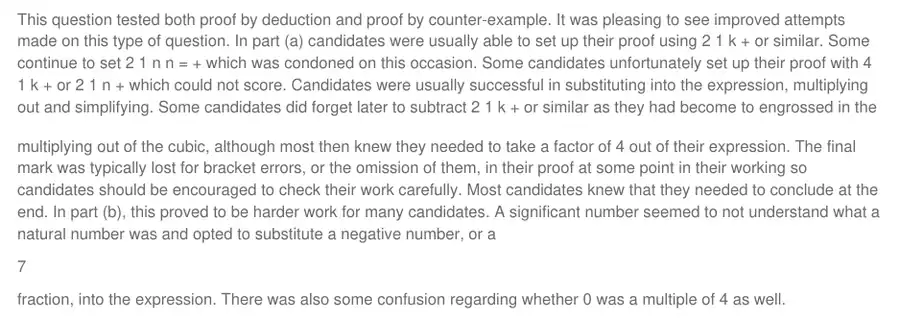 This question tested both proof by deduction and proof by counter-example. It was pleasing to see improved attempts
made on this type of question. In part (a) candidates were usually able to set up their proof using 2 1 k + or similar. Some
continue to set 2 1 n n = + which was condoned on this occasion. Some candidates unfortunately set up their proof with 4
1 k + or 2 1 n + which could not score. Candidates were usually successful in substituting into the expression, multiplying
out and simplifying. Some candidates did forget later to subtract 2 1 k + or similar as they had become to engrossed in the
multiplying out of the cubic, although most then knew they needed to take a factor of 4 out of their expression. The final
mark was typically lost for bracket errors, or the omission of them, in their proof at some point in their working so
candidates should be encouraged to check their work carefully. Most candidates knew that they needed to conclude at the
end. In part (b), this proved to be harder work for many candidates. A significant number seemed to not understand what a
natural number was and opted to substitute a negative number, or a
7
fraction, into the expression. There was also some confusion regarding whether 0 was a multiple of 4 as well.